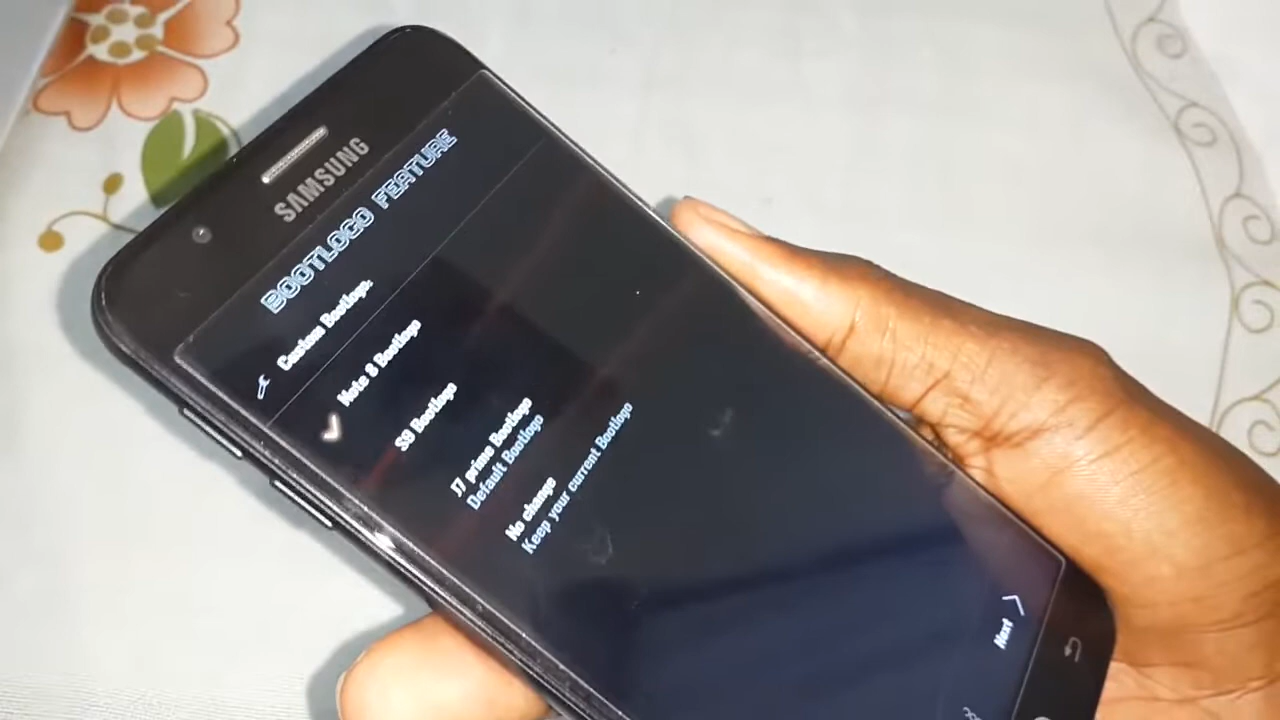 SAMSUNG
BOOTLOGO FEATURE
Custom Bootlogo:
Note 8 Bootlogo
S9 Bootlogo
J7 prime Bootlogo
Default Bootlogo
No change
Keep your current Bootlogo
Next